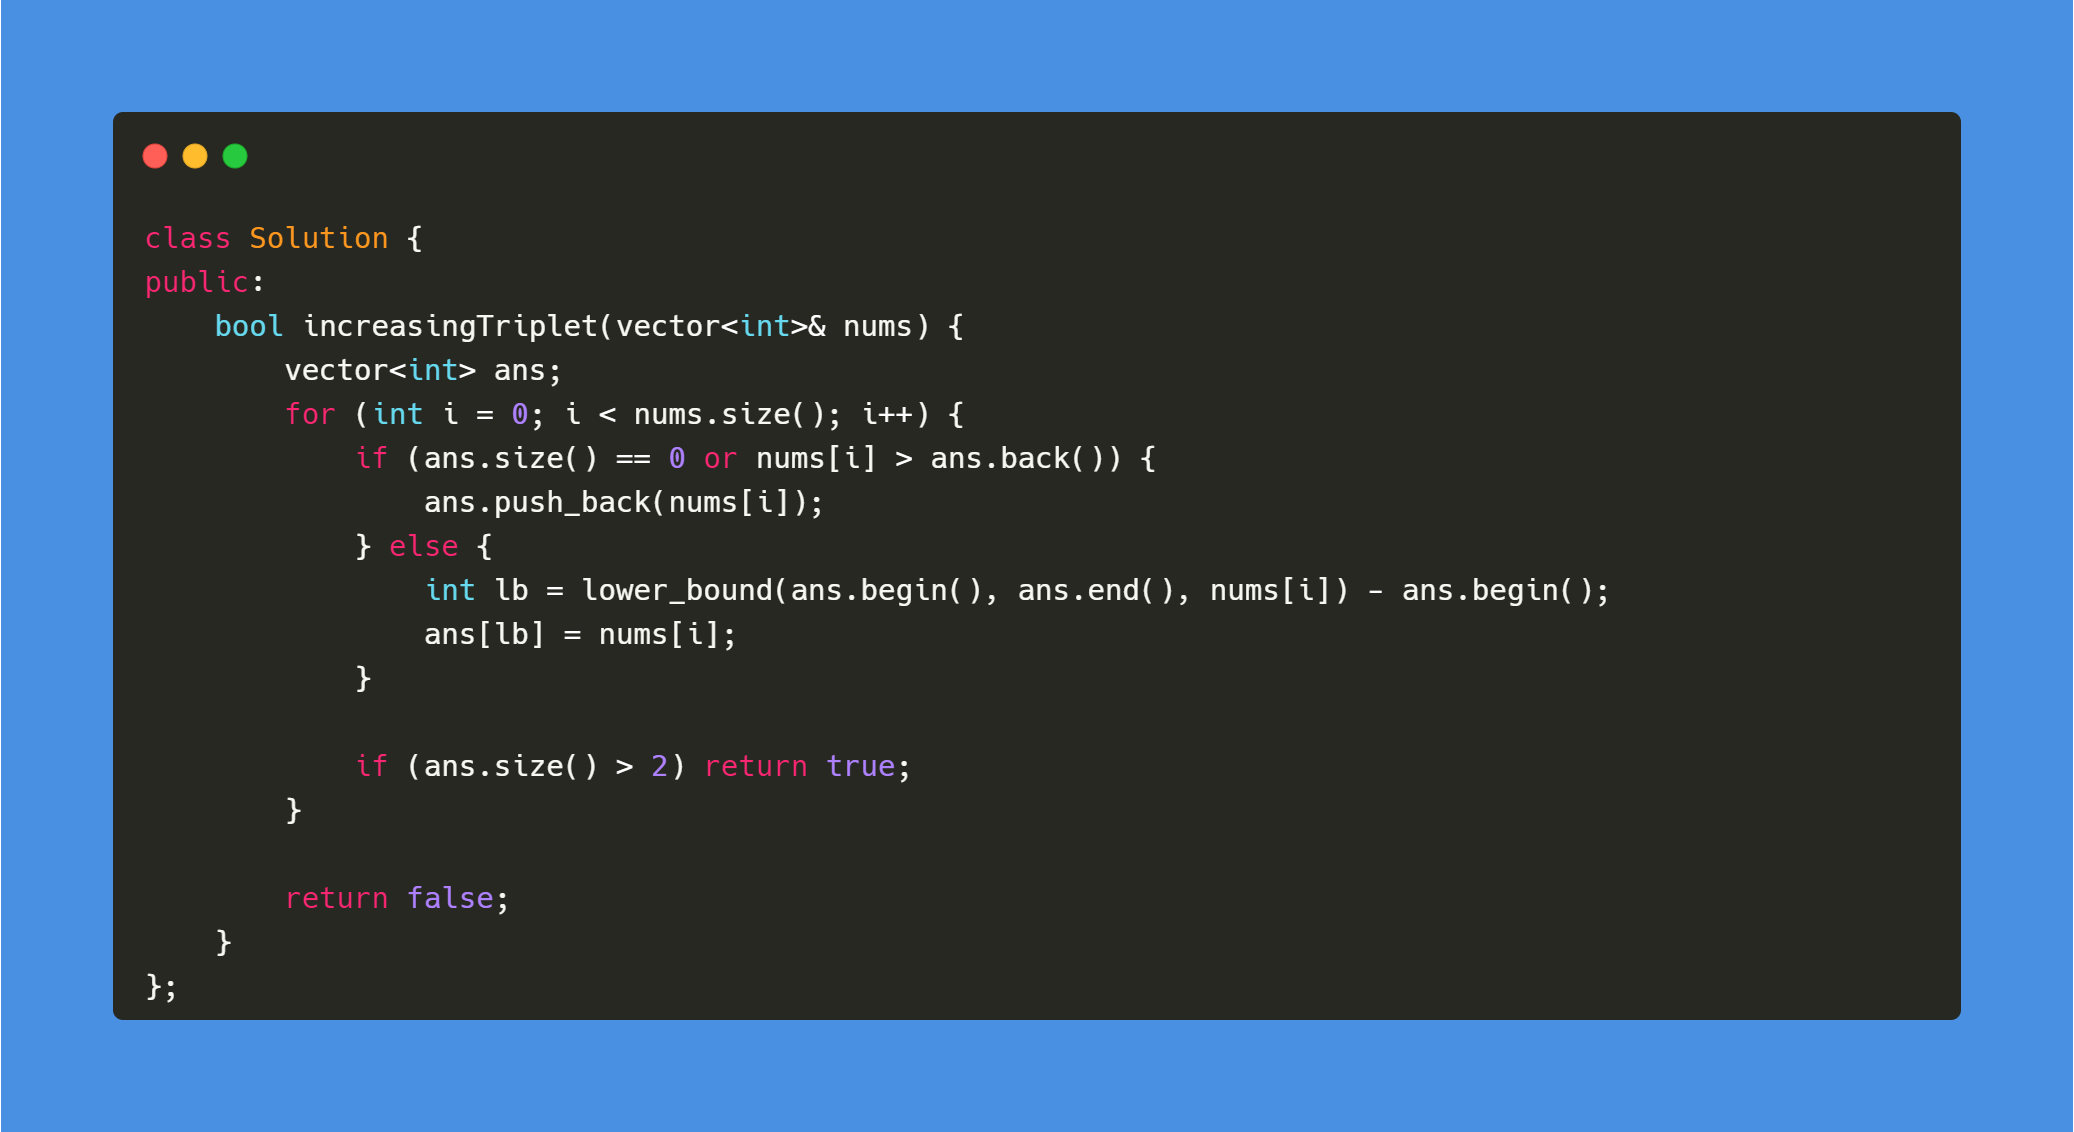 class Solution {
public:
    bool increasingTriplet(vector<int>& nums) {
        vector<int> ans;
        for (int i = 0; i < nums.size(); i++) {
            if (ans.size() == 0 or nums[i] > ans.back()) {
                ans.push_back(nums[i]);
            } else {
                int lb = lower_bound(ans.begin(), ans.end(), nums[i]) - ans.begin();
                ans[lb] = nums[i];
            }

            if (ans.size() > 2) return true;
        }

        return false;
    }
};